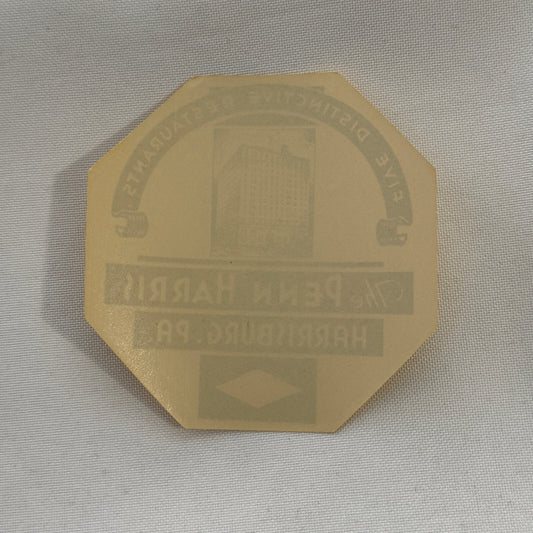 FIVE DISTINCTIVE RESTAURANTS
The PENN HARRIS
HARRISBURG, PA